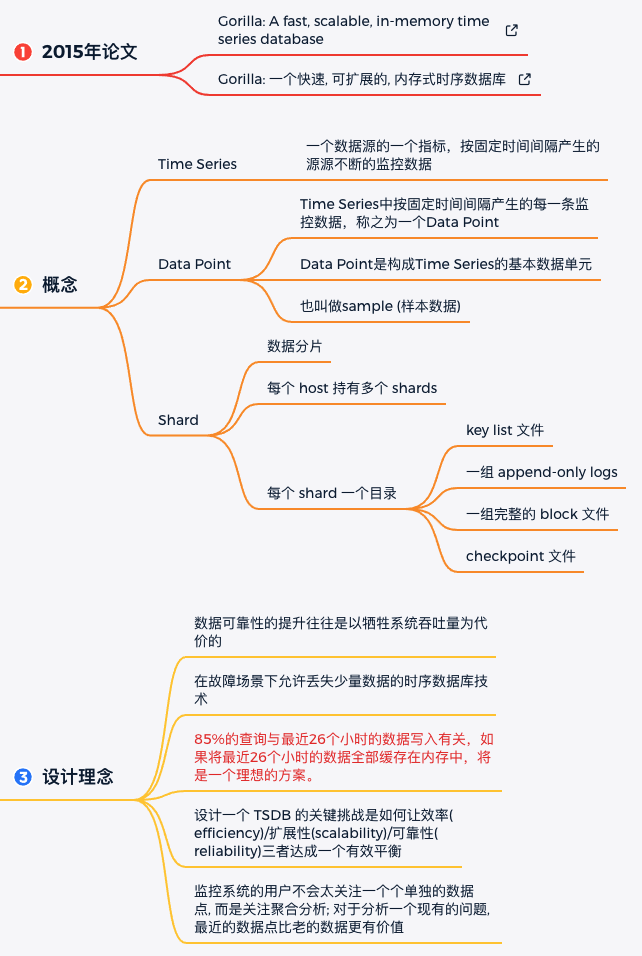 1 2015年论文
Gorilla: A fast, scalable, in-memory time
series database
Gorilla: 一个快速, 可扩展的, 内存式时序数据库
2 概念
Time Series
一个数据源的一个指标，按固定时间间隔产生的
源源不断的监控数据
Data Point
Time Series中按固定时间间隔产生的每一条监
控数据，称之为一个Data Point
Data Point是构成Time Series的基本数据单元
也叫做sample (样本数据)
Shard
数据分片
每个 host 持有多个 shards
每个 shard 一个目录
key list 文件
一组 append-only logs
一组完整的 block 文件
checkpoint 文件
3 设计理念
数据可靠性的提升往往是以牺牲系统吞吐量为代
价的
在故障场景下允许丢失少量数据的时序数据库技
术
85%的查询与最近26个小时的数据写入有关，如
果将最近26个小时的数据全部缓存在内存中，将
是一个理想的方案。
设计一个 TSDB 的关键挑战是如何让效率(
efficiency)/扩展性(scalability)/可靠性(
reliability)三者达成一个有效平衡
监控系统的用户不会太关注一个个单独的数据
点, 而是关注聚合分析; 对于分析一个现有的问题,
最近的数据点比老的数据更有价值